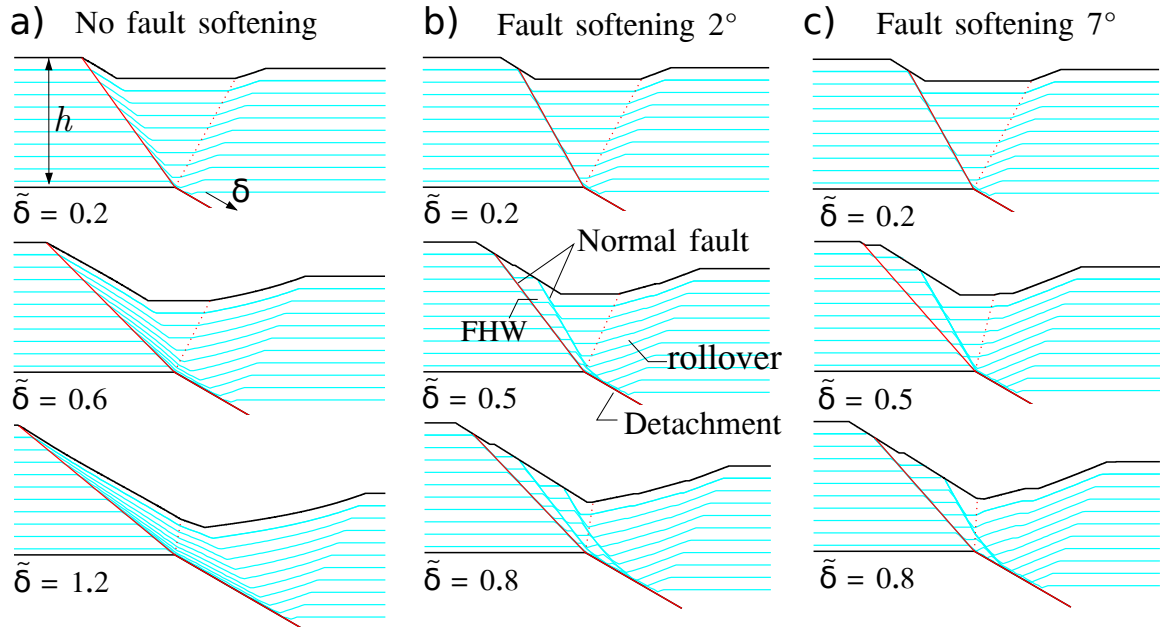 a) No fault softening
b) Fault softening 2°
c) Fault softening 7°
h
δ
δ̃ = 0.2
δ̃ = 0.2
δ̃ = 0.2
Normal fault
FHW
rollover
Detachment
δ̃ = 0.6
δ̃ = 0.5
δ̃ = 0.5
δ̃ = 1.2
δ̃ = 0.8
δ̃ = 0.8